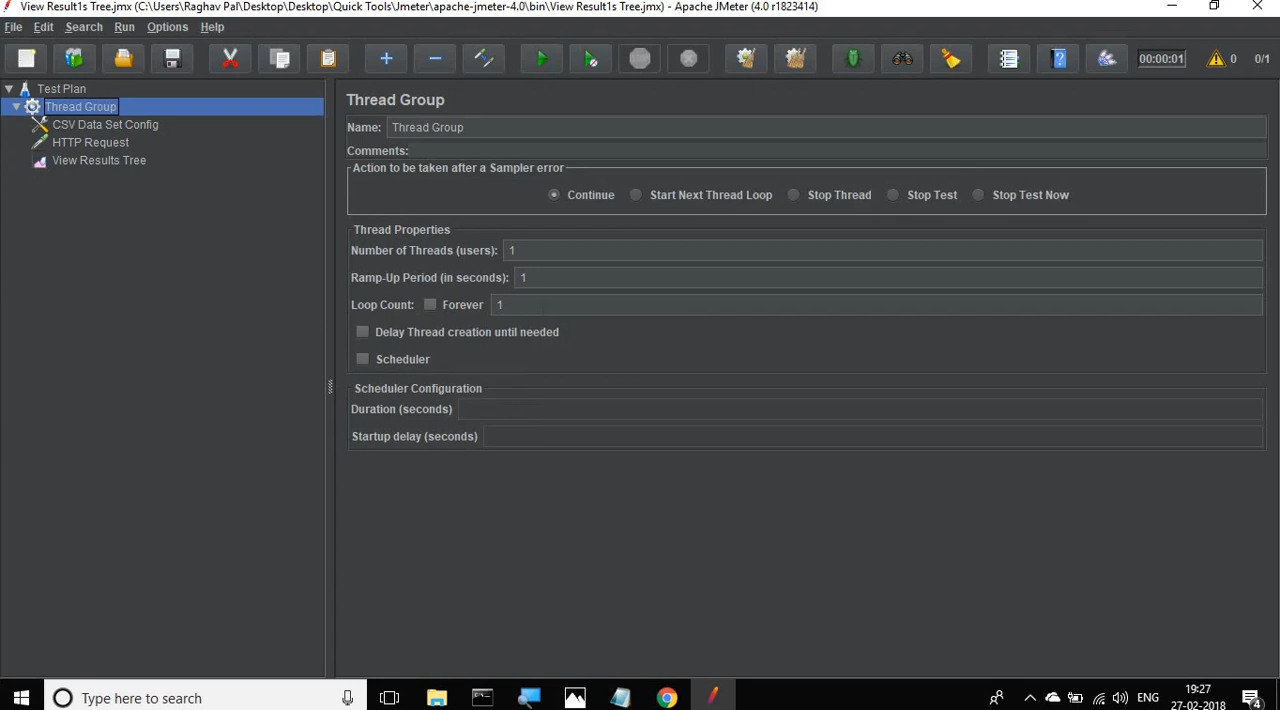 View Result1s Tree.jmx (C:\Users\Raghav Pal\Desktop\Desktop\Quick Tools\Jmeter\apache-jmeter-4.0\bin\View Result1s Tree.jmx) - Apache JMeter (4.0 r1823414)
File Edit Search Run Options Help
00:00:01 0 0/1
Test Plan
Thread Group
CSV Data Set Config
HTTP Request
View Results Tree
Thread Group
Name: Thread Group
Comments:
Action to be taken after a Sampler error
Continue Start Next Thread Loop Stop Thread Stop Test Stop Test Now
Thread Properties
Number of Threads (users): 1
Ramp-Up Period (in seconds): 1
Loop Count: Forever 1
Delay Thread creation until needed
Scheduler
Scheduler Configuration
Duration (seconds)
Startup delay (seconds)
Type here to search
ENG
19:27
27-02-2018
4